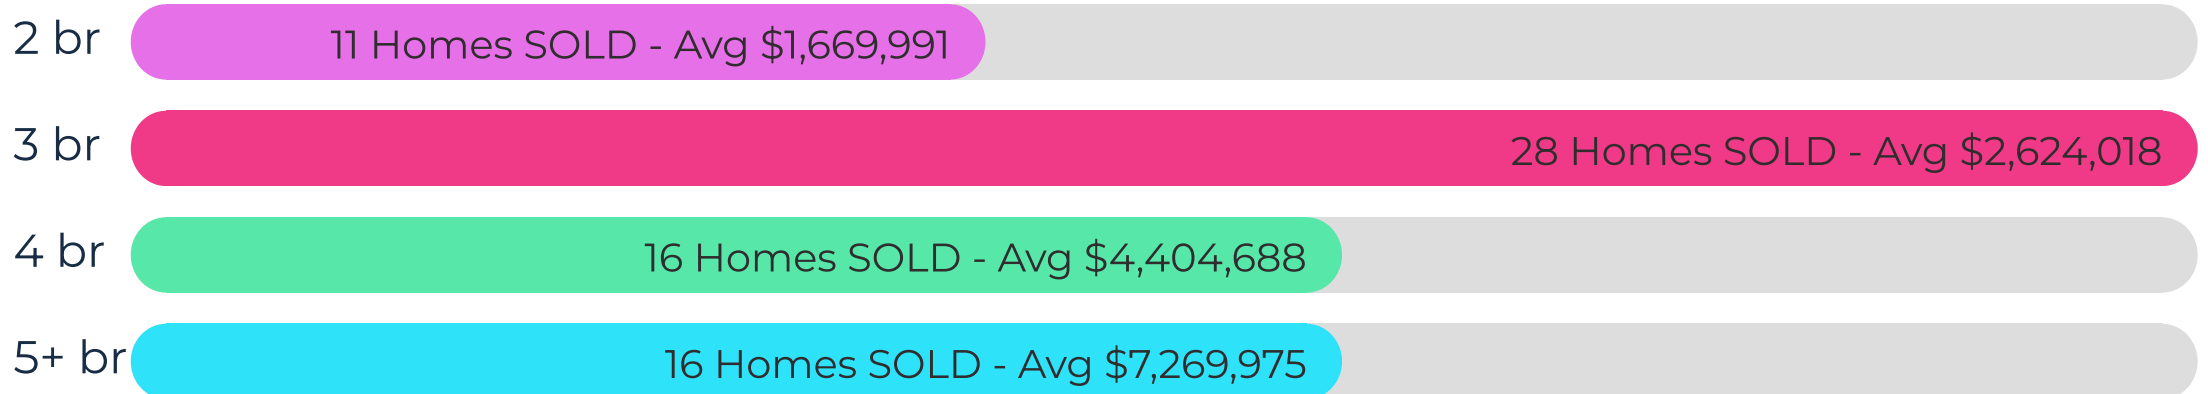 2 br 11 Homes SOLD - Avg $1,669,991
3 br 28 Homes SOLD - Avg $2,624,018
4 br 16 Homes SOLD - Avg $4,404,688
5+ br 16 Homes SOLD - Avg $7,269,975